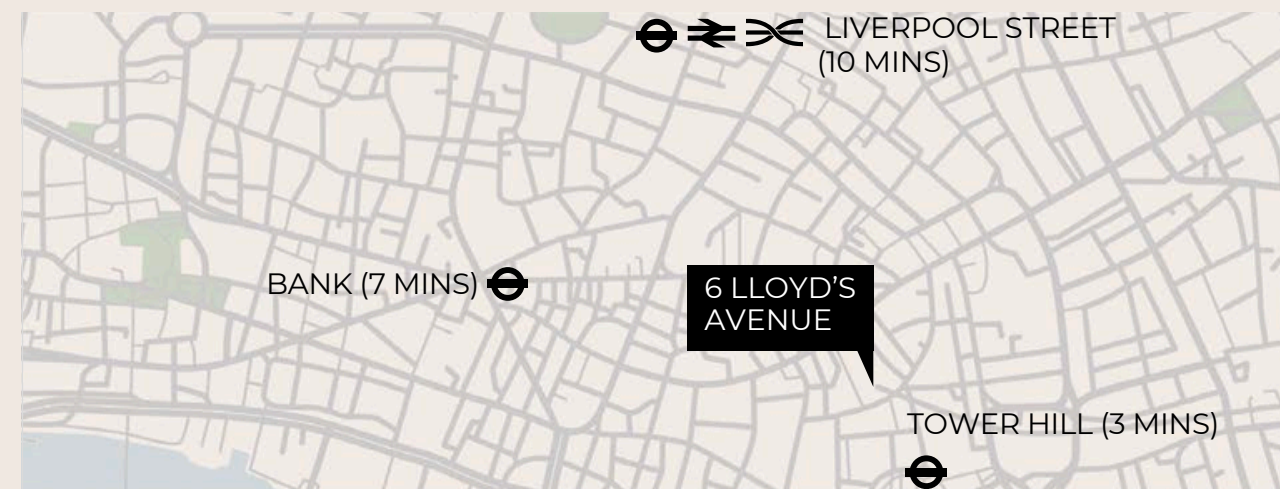 LIVERPOOL STREET
(10 MINS)
BANK (7 MINS)
6 LLOYD’S
AVENUE
TOWER HILL (3 MINS)